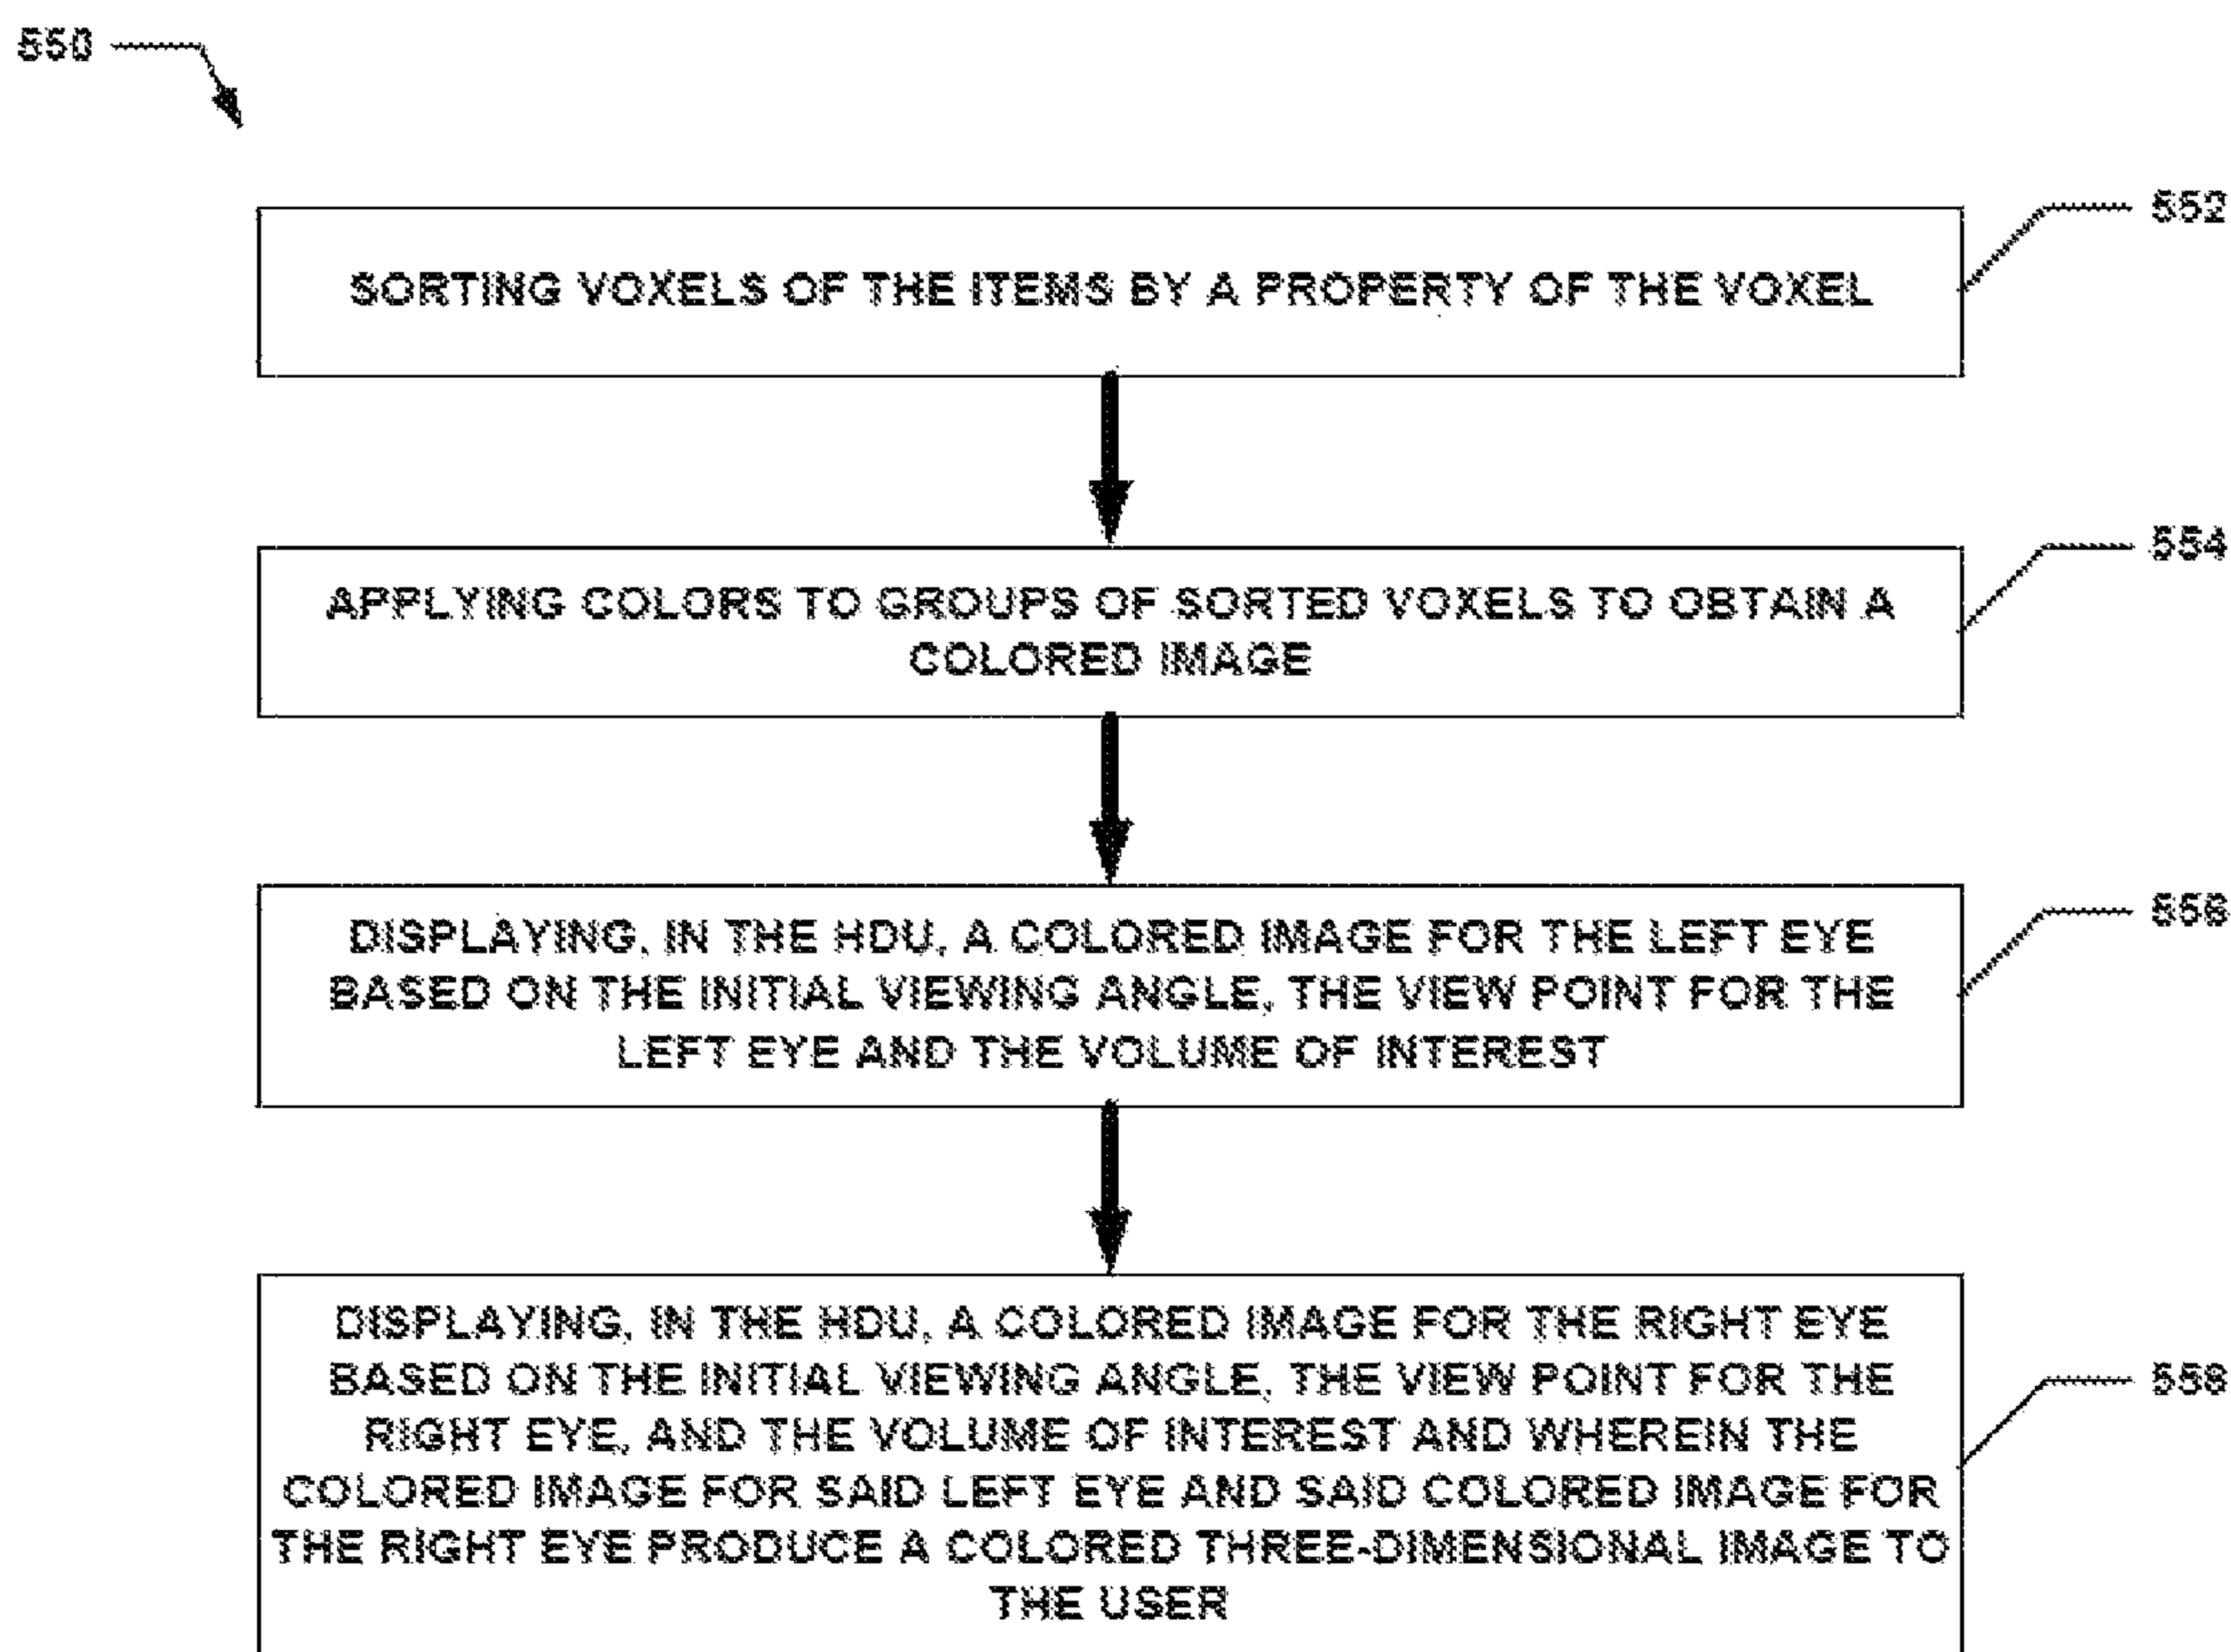 550
552
SORTING VOXELS OF THE ITEMS BY A PROPERTY OF THE VOXEL
554
APPLYING COLORS TO GROUPS OF SORTED VOXELS TO OBTAIN A
COLORED IMAGE
556
DISPLAYING, IN THE HDU, A COLORED IMAGE FOR THE LEFT EYE
BASED ON THE INITIAL VIEWING ANGLE, THE VIEW POINT FOR THE
LEFT EYE AND THE VOLUME OF INTEREST
558
DISPLAYING, IN THE HDU, A COLORED IMAGE FOR THE RIGHT EYE
BASED ON THE INITIAL VIEWING ANGLE, THE VIEW POINT FOR THE
RIGHT EYE, AND THE VOLUME OF INTEREST AND WHEREIN THE
COLORED IMAGE FOR SAID LEFT EYE AND SAID COLORED IMAGE FOR
THE RIGHT EYE PRODUCE A COLORED THREE-DIMENSIONAL IMAGE TO
THE USER